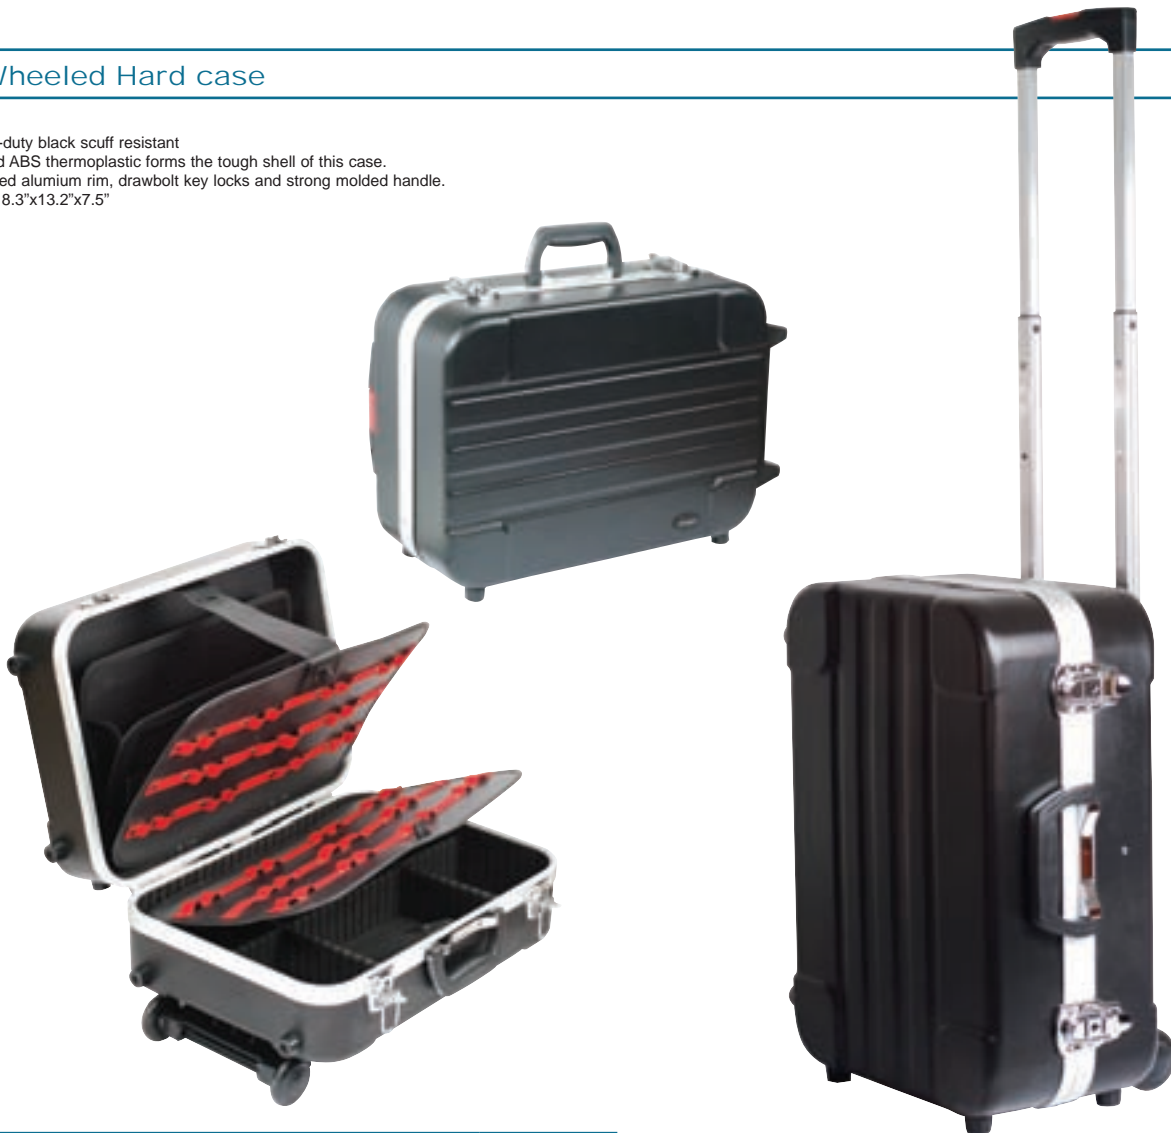 Wheeled Hard case
-duty black scuff resistant
d ABS thermoplastic forms the tough shell of this case.
ed alumium rim, drawbolt key locks and strong molded handle.
8.3”x13.2”x7.5”